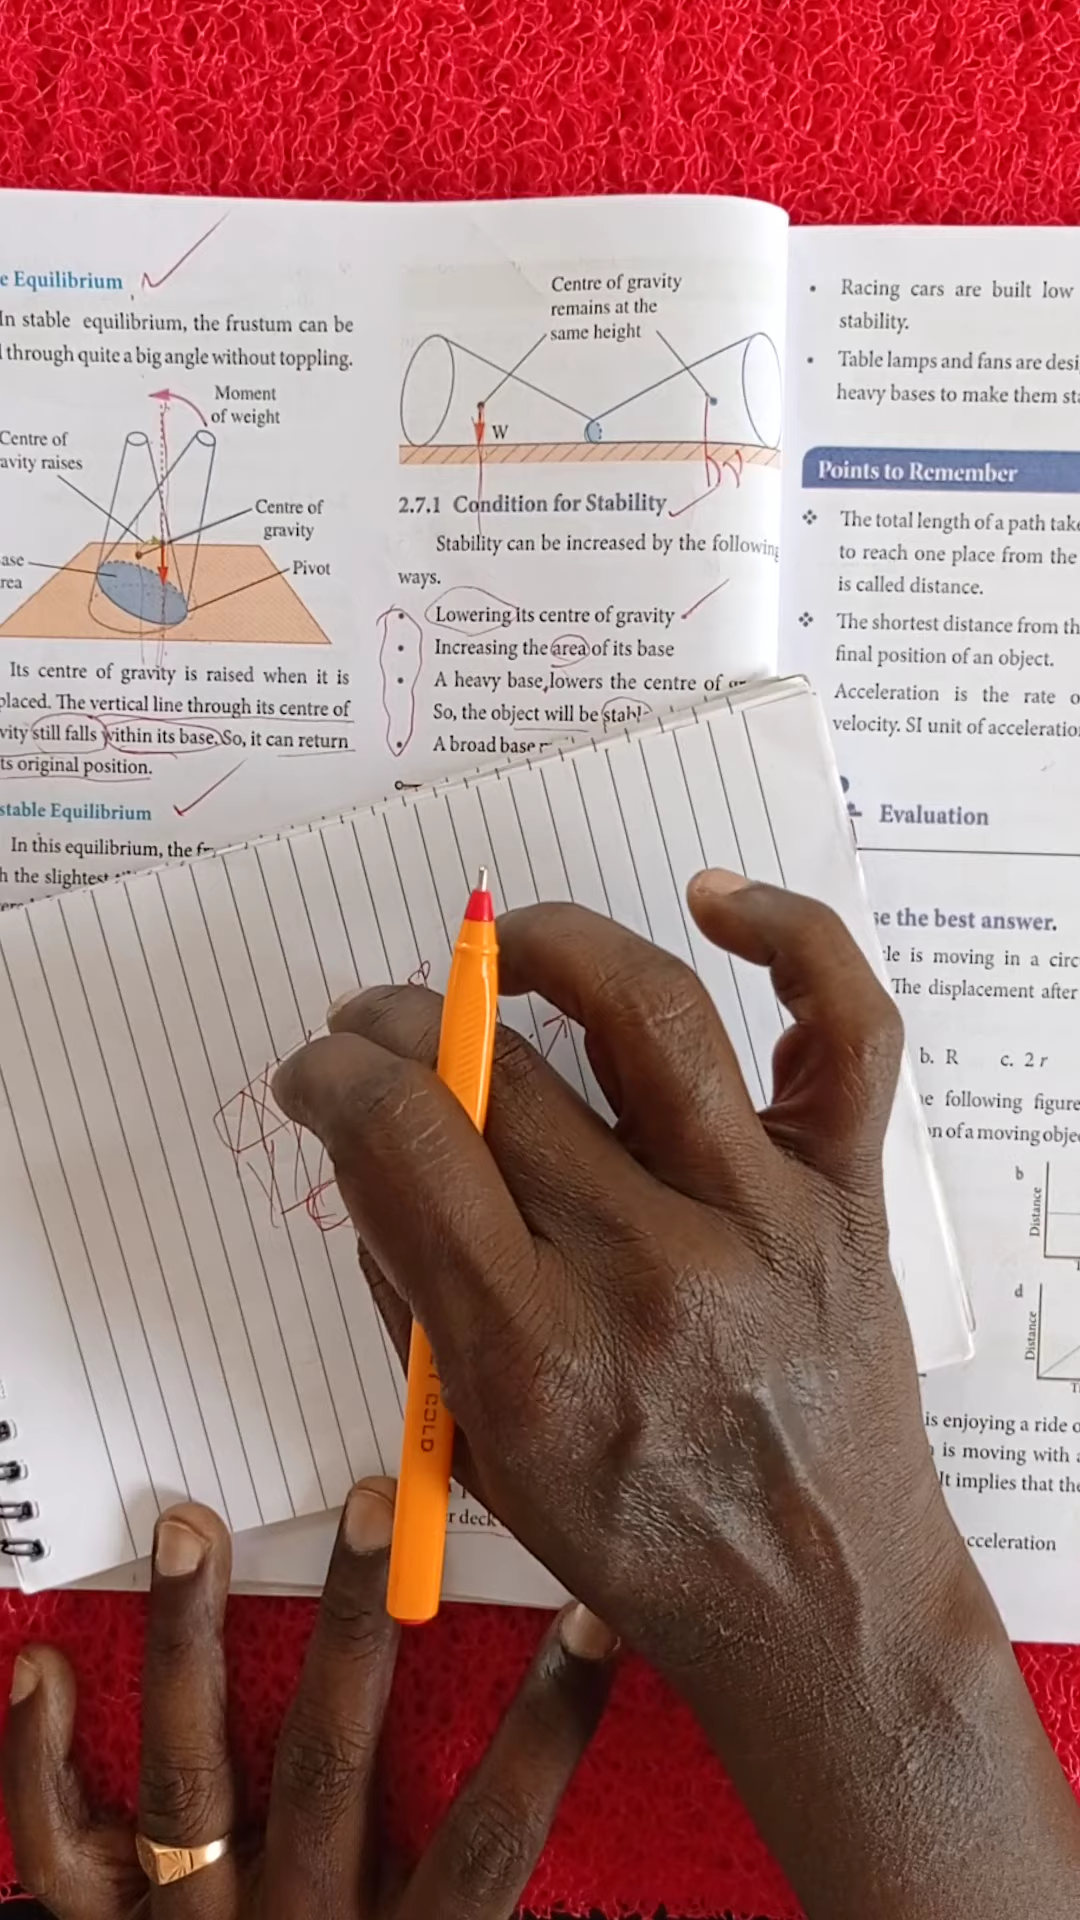 e Equilibrium
In stable equilibrium, the frustum can be
through quite a big angle without toppling.
Moment
of weight
Centre of
avity raises
Centre of
gravity
Pivot
ase
rea
Its centre of gravity is raised when it is
placed. The vertical line through its centre of
vity still falls within its base. So, it can return
ts original position.
stable Equilibrium
In this equilibrium, the fr
h the slightest
Centre of gravity
remains at the
same height
W
2.7.1 Condition for Stability
Stability can be increased by the following
ways.
• Lowering its centre of gravity
• Increasing the area of its base
• A heavy base lowers the centre of
So, the object will be stabl
• A broad base
r deck
• Racing cars are built low
stability.
• Table lamps and fans are desi
heavy bases to make them sta
Points to Remember
❖ The total length of a path take
to reach one place from the
is called distance.
❖ The shortest distance from th
final position of an object.
Acceleration is the rate o
velocity. SI unit of acceleratio
Evaluation
se the best answer.
cle is moving in a circ
The displacement after
b. R c. 2 r
he following figure
on of a moving obje
b
Distance
d
Distance
T
is enjoying a ride o
is moving with a
It implies that the
cceleration
GOLD